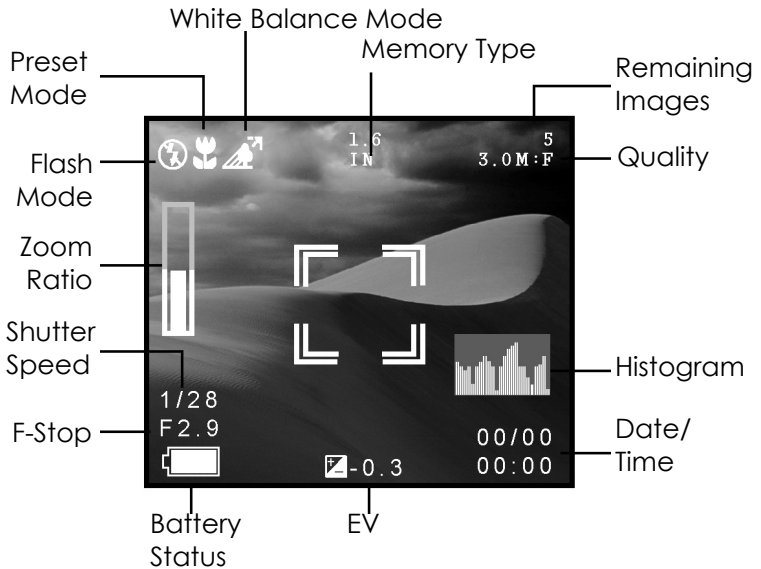 White Balance Mode
Memory Type
Preset
Mode
Remaining
Images
1.6
5
IN
3.0M:F
Flash
Mode
Quality
Zoom
Ratio
Shutter
Speed
Histogram
1/28
F-Stop
F2.9
00/00
Date/
Time
-0.3
00:00
Battery
Status
EV